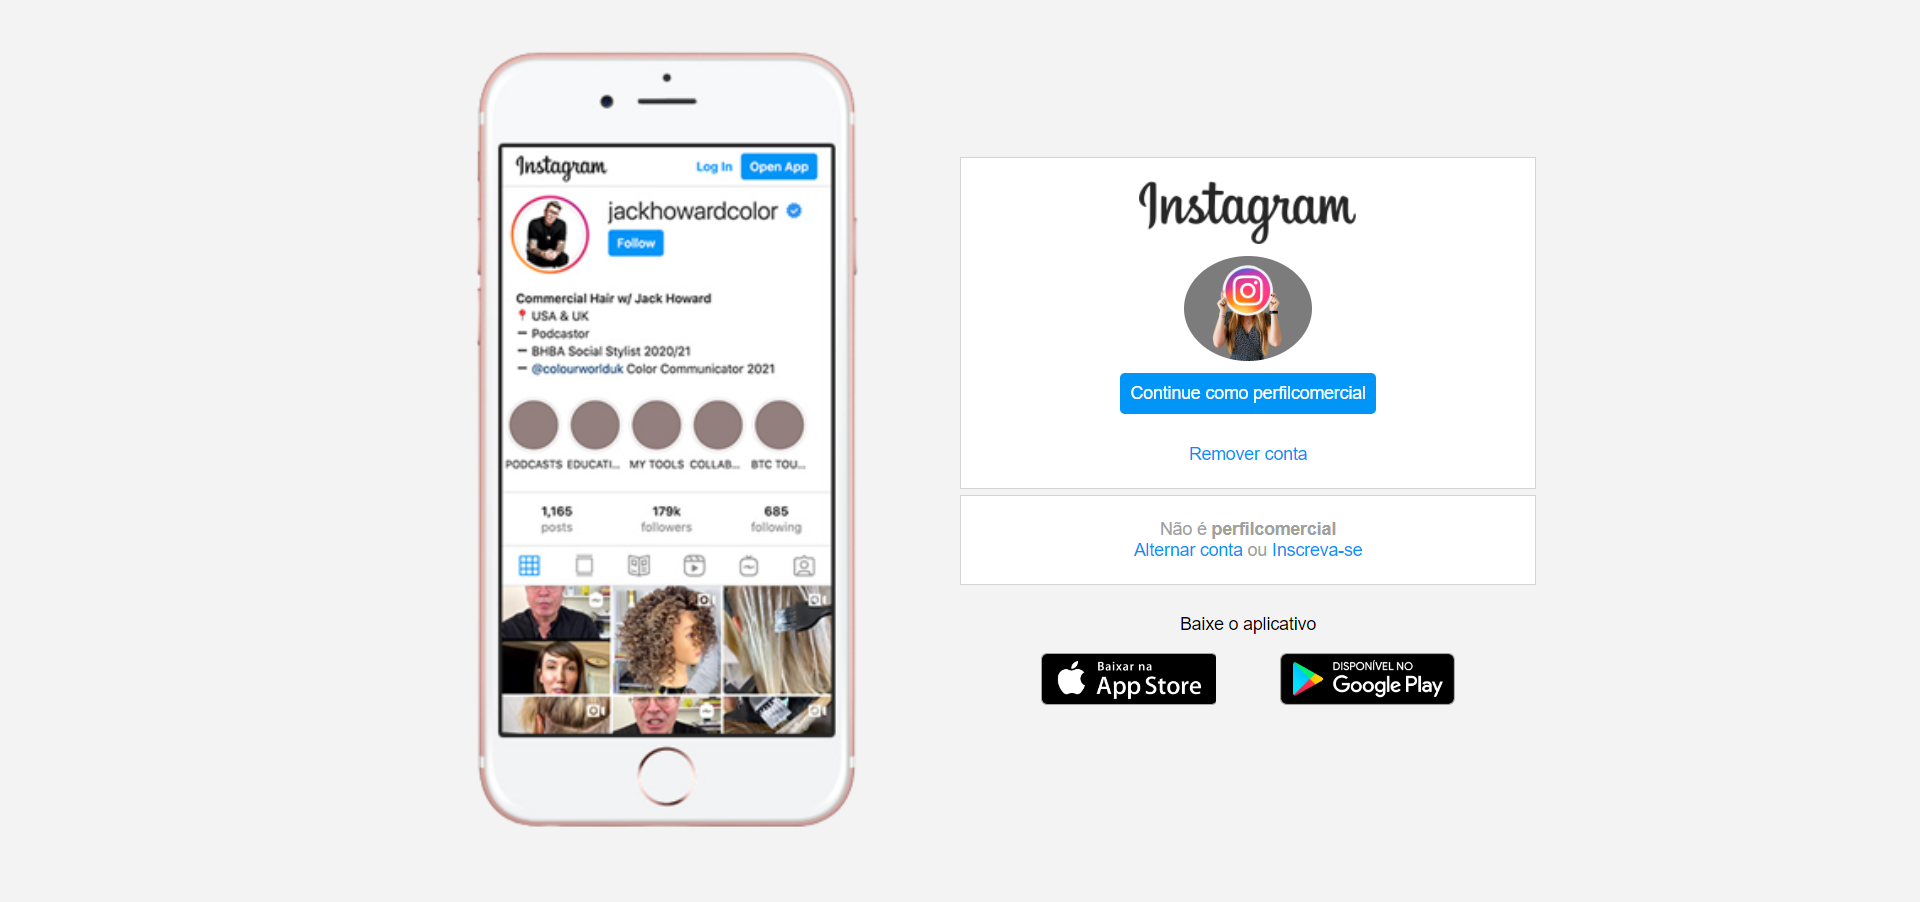 Instagram
Log In
Open App
jackhowardcolor
Follow
Commercial Hair w/ Jack Howard
📍 USA & UK
– Podcastor
– BHBA Social Stylist 2020/21
– @colourworlduk Color Communicator 2021
PODCASTS EDUCATI... MY TOOLS COLLAB... BTC TOU...
1,165 179k 685
posts followers following
Instagram
Continue como perfilcomercial
Remover conta
Não é perfilcomercial
Alternar conta ou Inscreva-se
Baixe o aplicativo
Baixar na
App Store
DISPONÍVEL NO
Google Play